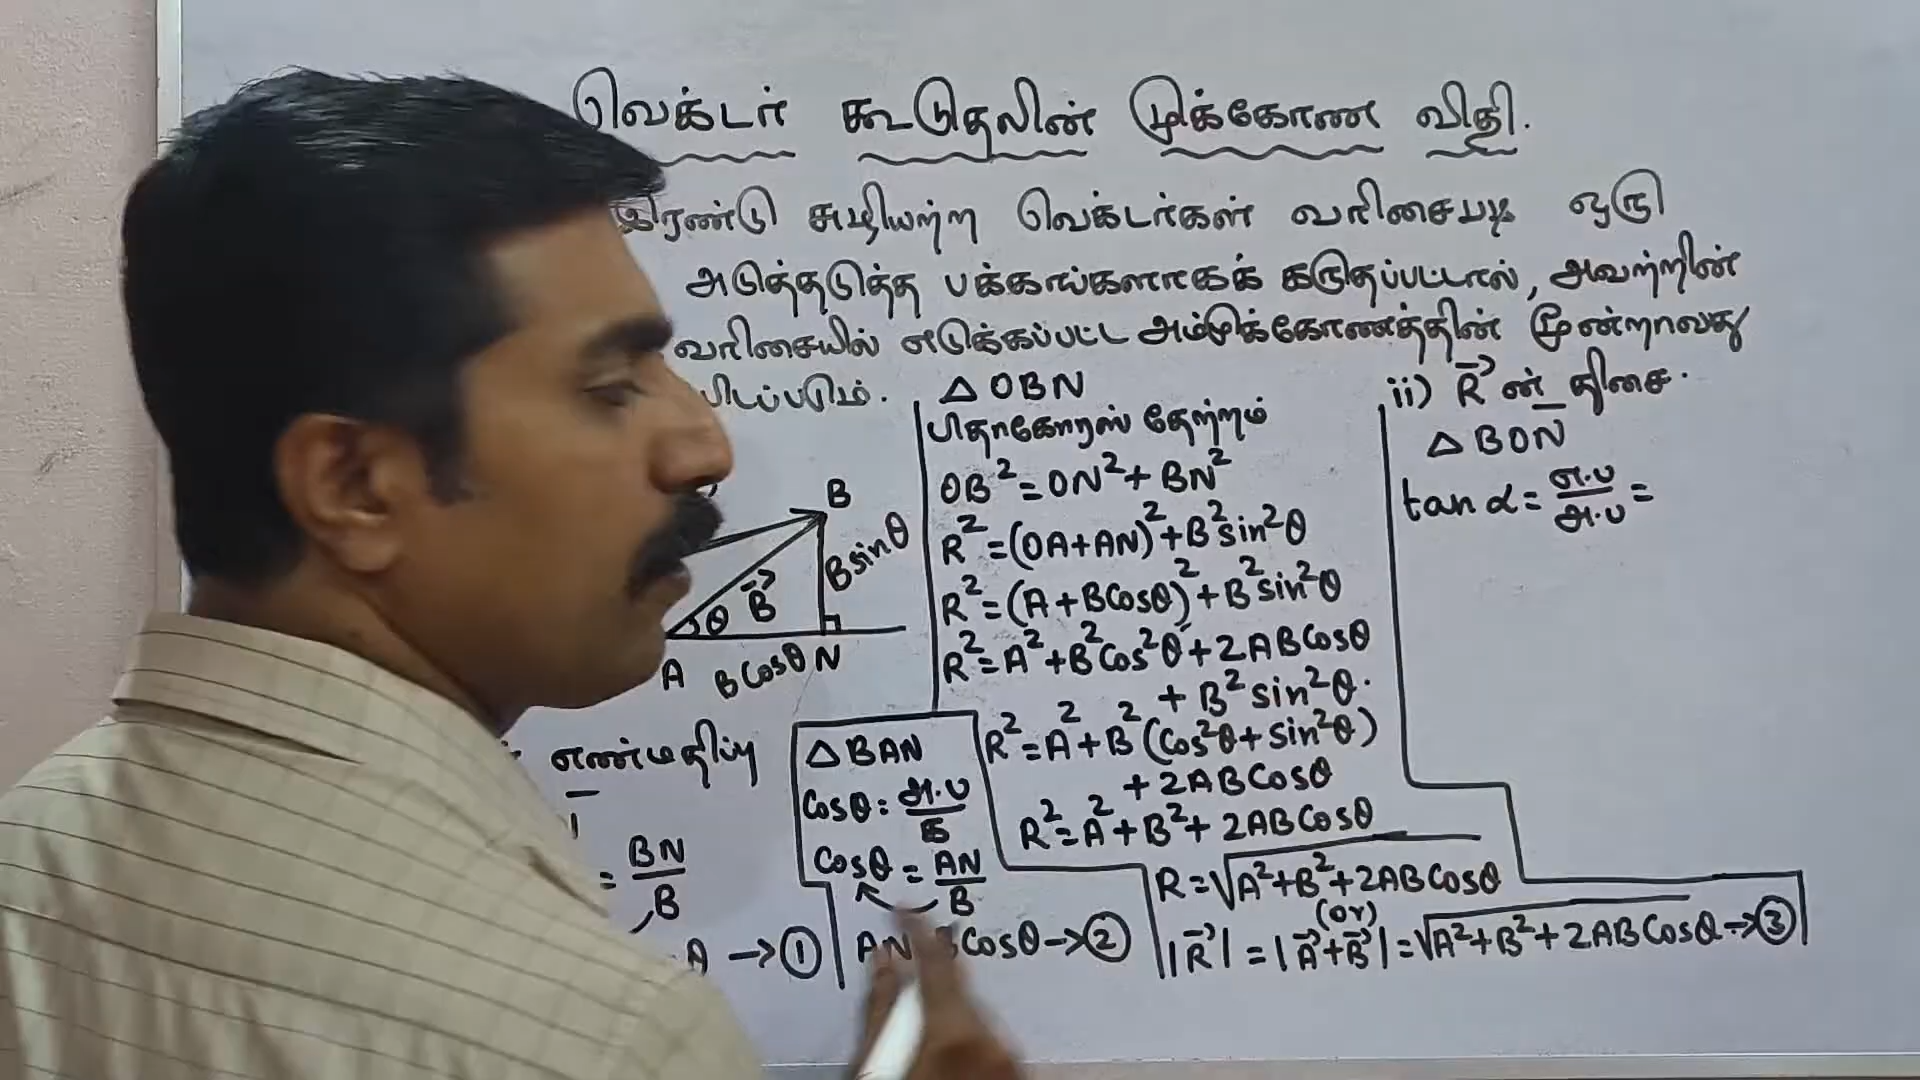 வெக்டர் கூடுதலின் முக்கோண விதி.
இரண்டு சுழியற்ற வெக்டர்கள் வரிசைபடி ஒரு
அடுத்தடுத்த பக்கங்களாகக் கருதப்பட்டால், அவற்றின்
வரிசையில் எடுக்கப்பட்ட அம்முக்கோணத்தின் மூன்றாவது
B
B sinθ
θ B⃗
A B Cosθ N
எண்மதிப்பு
= BN/B
θ → ①
△ BAN
Cosθ = அ.ப/க
Cosθ = AN/B
AN Cosθ → ②
△ OBN
பிதாகோரஸ் தேற்றம்
OB² = ON² + BN²
R² = (OA+AN)² + B² sin²θ
R² = (A + B Cosθ)² + B² sin²θ
R² = A² + B² Cos²θ + 2AB Cosθ
+ B² sin²θ.
R² = A² + B² (Cos²θ + sin²θ)
+ 2AB Cosθ
R² = A² + B² + 2AB Cosθ
R = √A² + B² + 2AB Cosθ
(or)
|R⃗| = |A⃗ + B⃗| = √A² + B² + 2AB Cosθ → ③
ii) R⃗ ன் திசை.
△ BON
tan α = எ.ப/அ.ப =